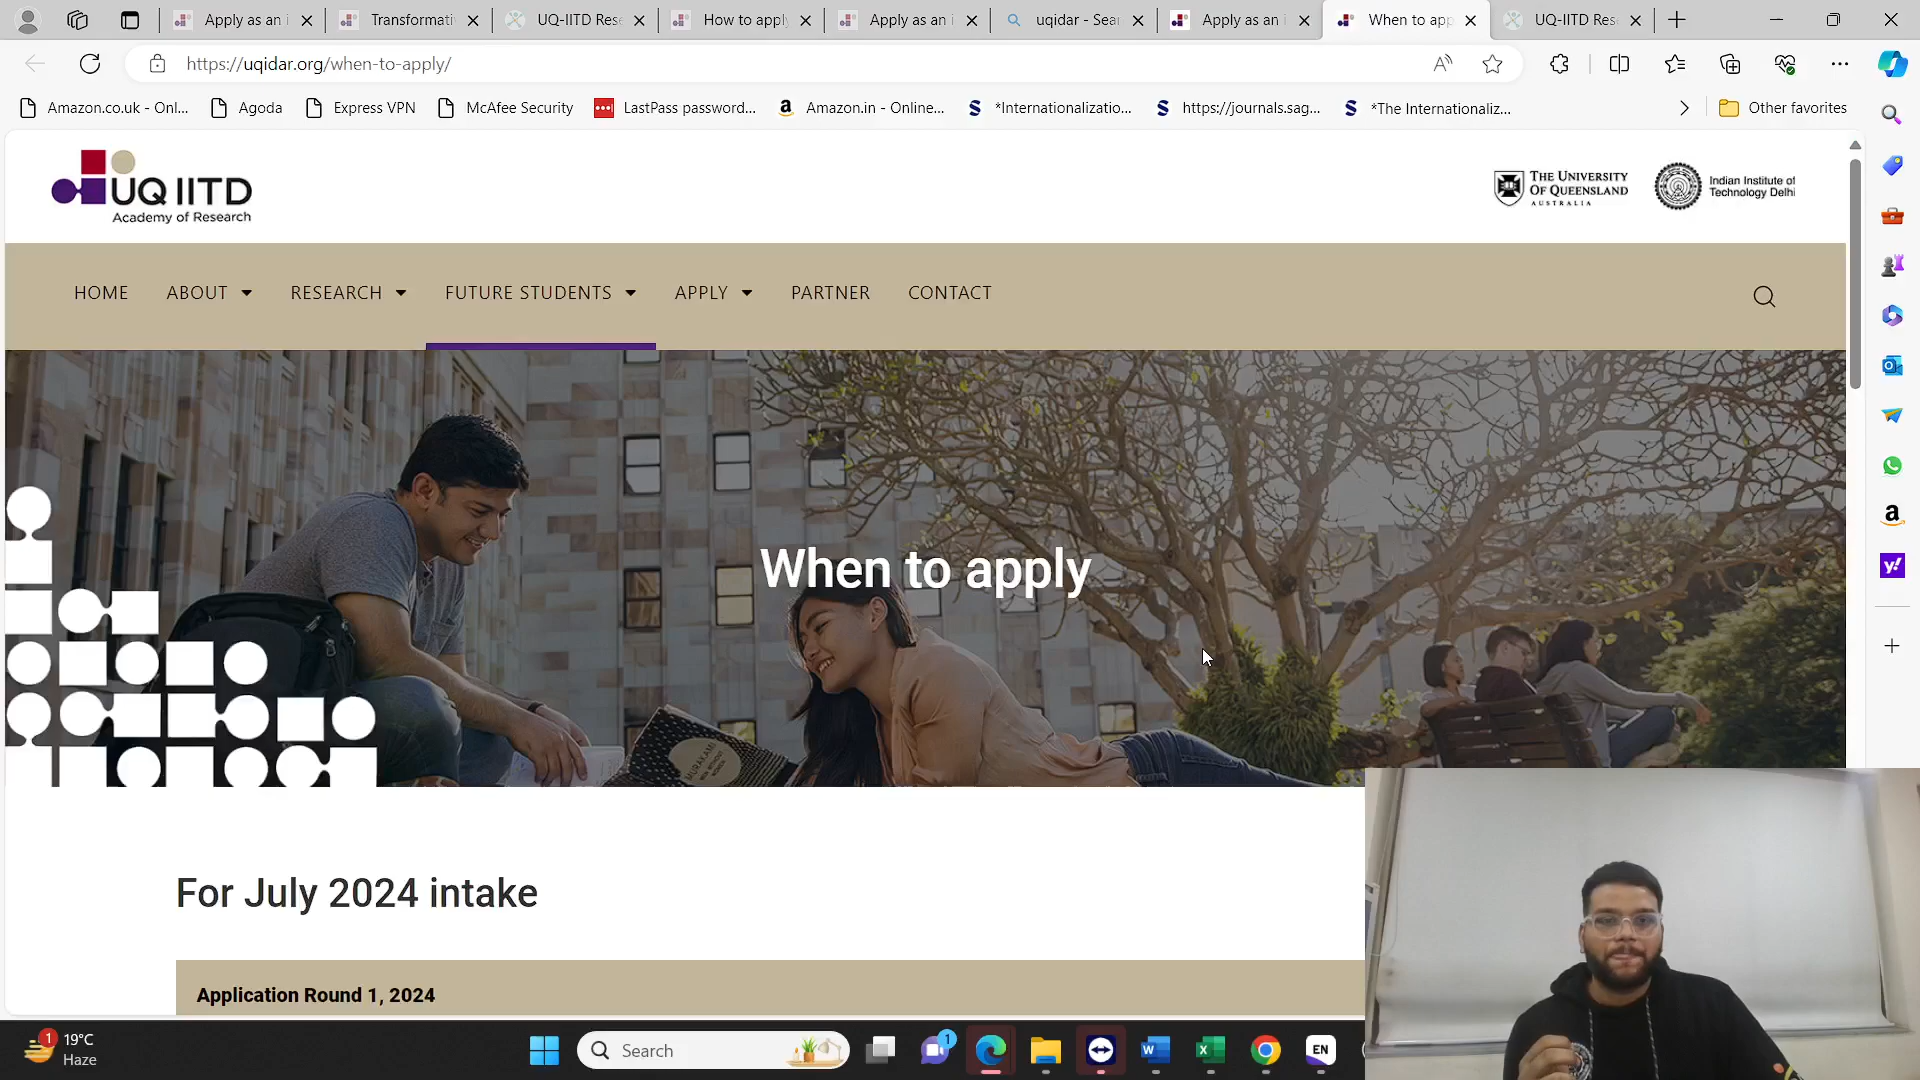 Apply as an i
Transformati
UQ-IITD Rese
How to apply
Apply as an i
uqidar - Sear
Apply as an i
When to app
UQ-IITD Rese
https://uqidar.org/when-to-apply/
Amazon.co.uk - Onl...
Agoda
Express VPN
McAfee Security
LastPass password...
Amazon.in - Online...
*Internationalizatio...
https://journals.sag...
*The Internationaliz...
Other favorites
UQ IITD
Academy of Research
THE UNIVERSITY
OF QUEENSLAND
AUSTRALIA
Indian Institute of
Technology Delhi
HOME
ABOUT
RESEARCH
FUTURE STUDENTS
APPLY
PARTNER
CONTACT
When to apply
MURAKAMI
For July 2024 intake
Application Round 1, 2024
1
19°C
Haze
Search
1
EN